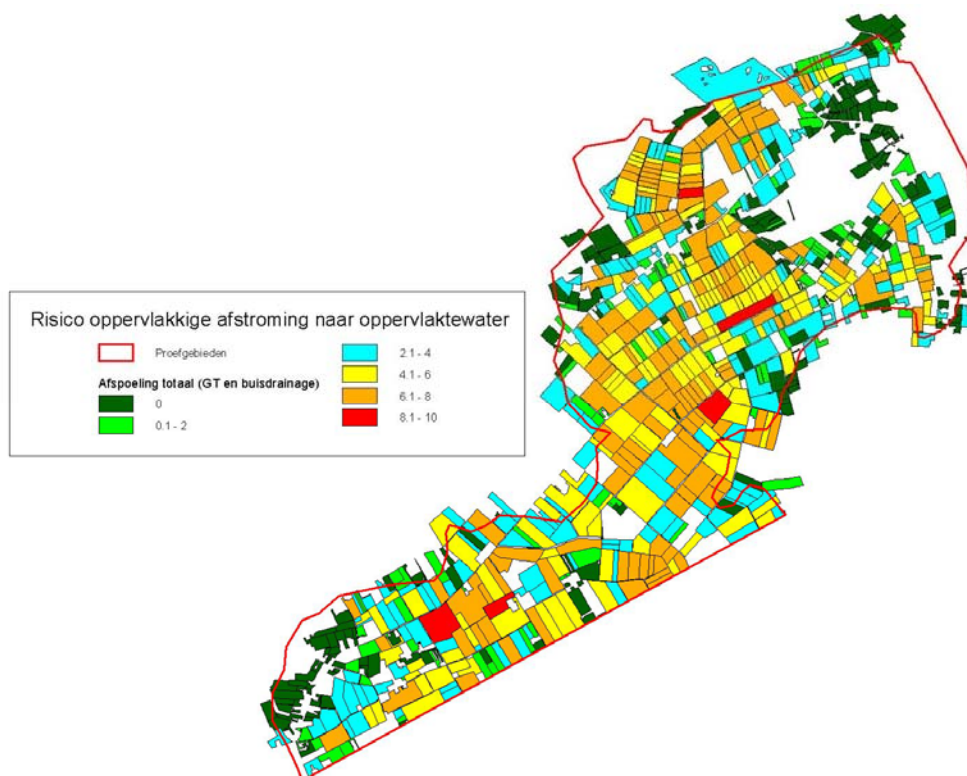 Risico oppervlakkige afstroming naar oppervlaktewater
Proefgebieden
Afspoeling totaal (GT en buisdrainage)
0
0.1 - 2
2.1 - 4
4.1 - 6
6.1 - 8
8.1 - 10